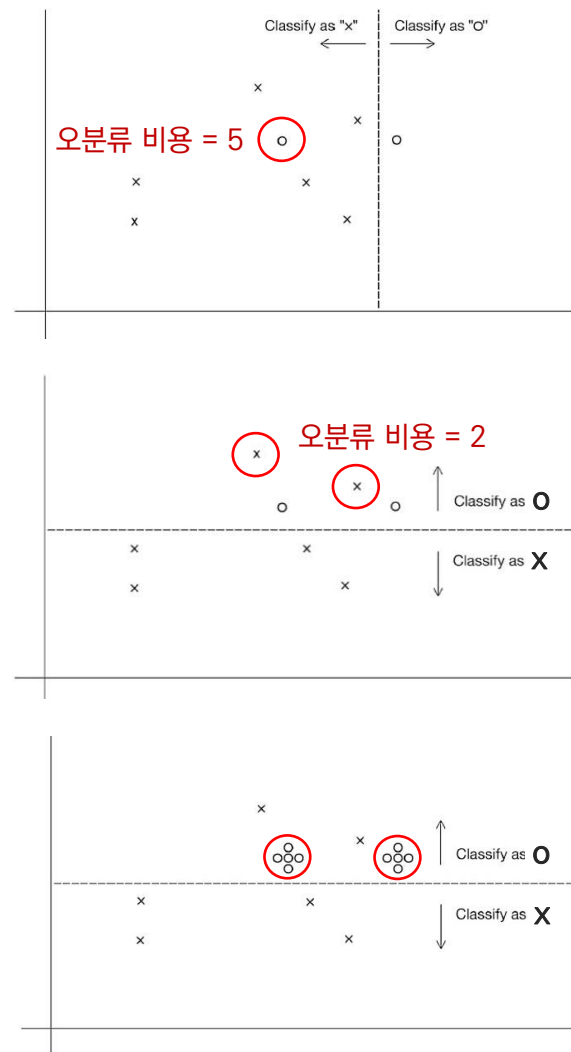 Classify as "×" Classify as "O"
오분류 비용 = 5
오분류 비용 = 2
Classify as O
Classify as X
Classify as O
Classify as X